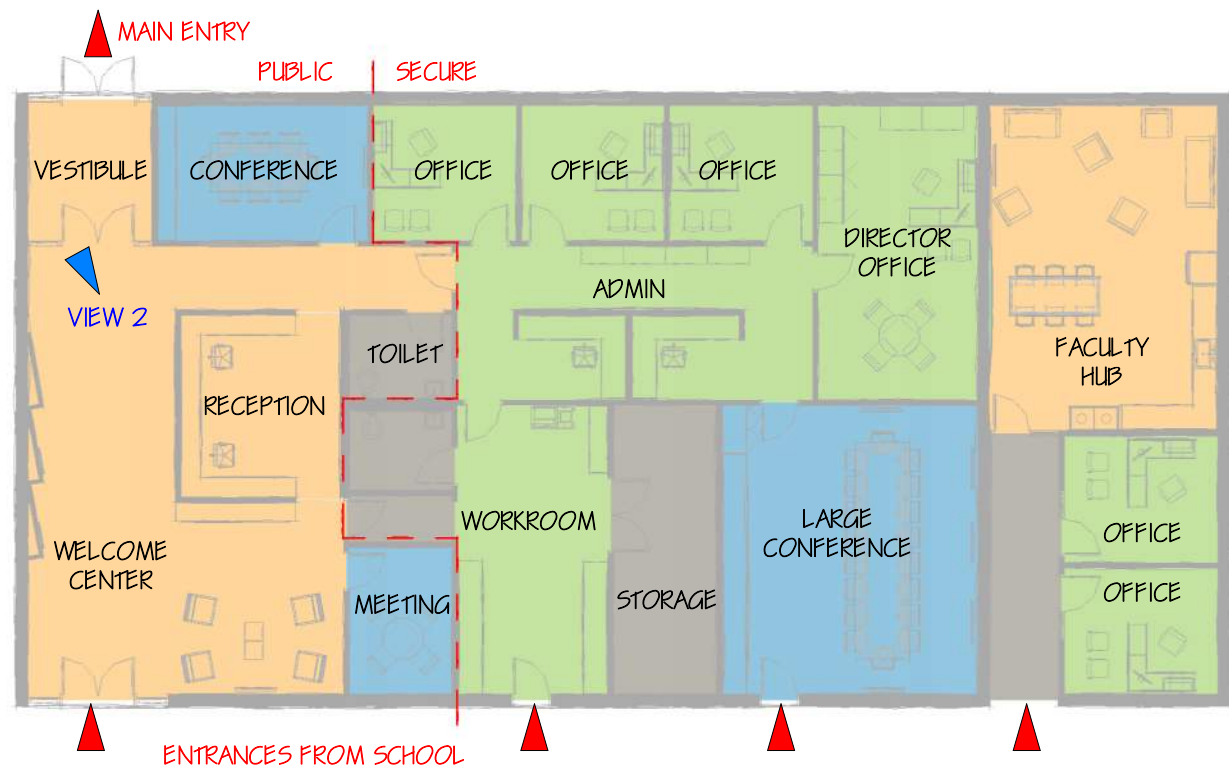 MAIN ENTRY
PUBLIC
SECURE
VESTIBULE
CONFERENCE
OFFICE
OFFICE
OFFICE
DIRECTOR
OFFICE
ADMIN
VIEW 2
TOILET
FACULTY
HUB
RECEPTION
WORKROOM
LARGE
CONFERENCE
OFFICE
WELCOME
CENTER
MEETING
STORAGE
OFFICE
ENTRANCES FROM SCHOOL